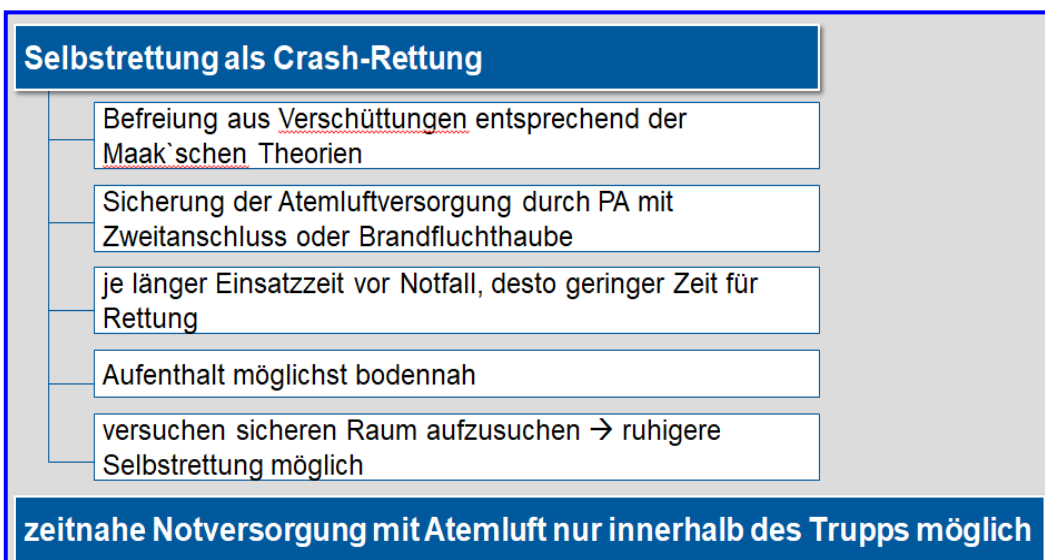 Selbstrettung als Crash-Rettung
Befreiung aus Verschüttungen entsprechend der
Maak`schen Theorien
Sicherung der Atemluftversorgung durch PA mit
Zweitanschluss oder Brandfluchthaube
je länger Einsatzzeit vor Notfall, desto geringer Zeit für
Rettung
Aufenthalt möglichst bodennah
versuchen sicheren Raum aufzusuchen → ruhigere
Selbstrettung möglich
zeitnahe Notversorgung mit Atemluft nur innerhalb des Trupps möglich